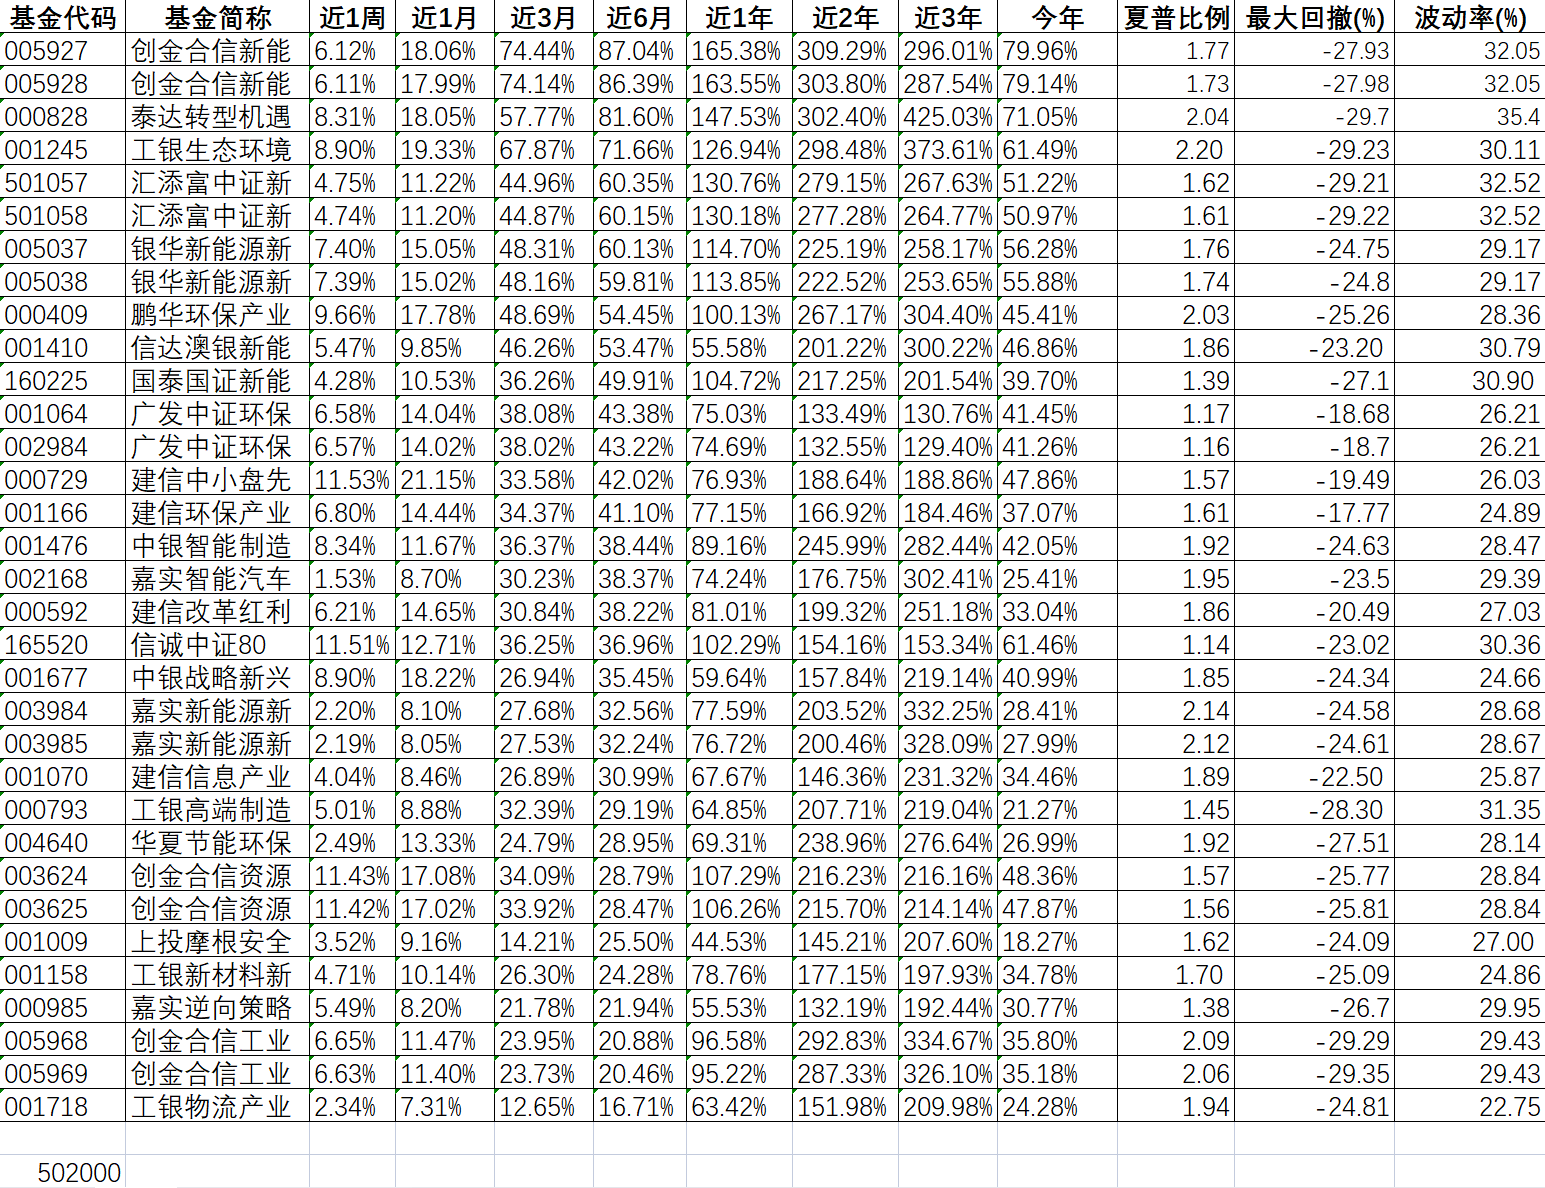 基金代码 基金简称 近1周 近1月 近3月 近6月 近1年 近2年 近3年 今年 夏普比例 最大回撤(%) 波动率(%)
005927 创金合信新能 6.12% 18.06% 74.44% 87.04% 165.38% 309.29% 296.01% 79.96% 1.77 -27.93 32.05
005928 创金合信新能 6.11% 17.99% 74.14% 86.39% 163.55% 303.80% 287.54% 79.14% 1.73 -27.98 32.05
000828 泰达转型机遇 8.31% 18.05% 57.77% 81.60% 147.53% 302.40% 425.03% 71.05% 2.04 -29.7 35.4
001245 工银生态环境 8.90% 19.33% 67.87% 71.66% 126.94% 298.48% 373.61% 61.49% 2.20 -29.23 30.11
501057 汇添富中证新 4.75% 11.22% 44.96% 60.35% 130.76% 279.15% 267.63% 51.22% 1.62 -29.21 32.52
501058 汇添富中证新 4.74% 11.20% 44.87% 60.15% 130.18% 277.28% 264.77% 50.97% 1.61 -29.22 32.52
005037 银华新能源新 7.40% 15.05% 48.31% 60.13% 114.70% 225.19% 258.17% 56.28% 1.76 -24.75 29.17
005038 银华新能源新 7.39% 15.02% 48.16% 59.81% 113.85% 222.52% 253.65% 55.88% 1.74 -24.8 29.17
000409 鹏华环保产业 9.66% 17.78% 48.69% 54.45% 100.13% 267.17% 304.40% 45.41% 2.03 -25.26 28.36
001410 信达澳银新能 5.47% 9.85% 46.26% 53.47% 55.58% 201.22% 300.22% 46.86% 1.86 -23.20 30.79
160225 国泰国证新能 4.28% 10.53% 36.26% 49.91% 104.72% 217.25% 201.54% 39.70% 1.39 -27.1 30.90
001064 广发中证环保 6.58% 14.04% 38.08% 43.38% 75.03% 133.49% 130.76% 41.45% 1.17 -18.68 26.21
002984 广发中证环保 6.57% 14.02% 38.02% 43.22% 74.69% 132.55% 129.40% 41.26% 1.16 -18.7 26.21
000729 建信中小盘先 11.53% 21.15% 33.58% 42.02% 76.93% 188.64% 188.86% 47.86% 1.57 -19.49 26.03
001166 建信环保产业 6.80% 14.44% 34.37% 41.10% 77.15% 166.92% 184.46% 37.07% 1.61 -17.77 24.89
001476 中银智能制造 8.34% 11.67% 36.37% 38.44% 89.16% 245.99% 282.44% 42.05% 1.92 -24.63 28.47
002168 嘉实智能汽车 1.53% 8.70% 30.23% 38.37% 74.24% 176.75% 302.41% 25.41% 1.95 -23.5 29.39
000592 建信改革红利 6.21% 14.65% 30.84% 38.22% 81.01% 199.32% 251.18% 33.04% 1.86 -20.49 27.03
165520 信诚中证80 11.51% 12.71% 36.25% 36.96% 102.29% 154.16% 153.34% 61.46% 1.14 -23.02 30.36
001677 中银战略新兴 8.90% 18.22% 26.94% 35.45% 59.64% 157.84% 219.14% 40.99% 1.85 -24.34 24.66
003984 嘉实新能源新 2.20% 8.10% 27.68% 32.56% 77.59% 203.52% 332.25% 28.41% 2.14 -24.58 28.68
003985 嘉实新能源新 2.19% 8.05% 27.53% 32.24% 76.72% 200.46% 328.09% 27.99% 2.12 -24.61 28.67
001070 建信信息产业 4.04% 8.46% 26.89% 30.99% 67.67% 146.36% 231.32% 34.46% 1.89 -22.50 25.87
000793 工银高端制造 5.01% 8.88% 32.39% 29.19% 64.85% 207.71% 219.04% 21.27% 1.45 -28.30 31.35
004640 华夏节能环保 2.49% 13.33% 24.79% 28.95% 69.31% 238.96% 276.64% 26.99% 1.92 -27.51 28.14
003624 创金合信资源 11.43% 17.08% 34.09% 28.79% 107.29% 216.23% 216.16% 48.36% 1.57 -25.77 28.84
003625 创金合信资源 11.42% 17.02% 33.92% 28.47% 106.26% 215.70% 214.14% 47.87% 1.56 -25.81 28.84
001009 上投摩根安全 3.52% 9.16% 14.21% 25.50% 44.53% 145.21% 207.60% 18.27% 1.62 -24.09 27.00
001158 工银新材料新 4.71% 10.14% 26.30% 24.28% 78.76% 177.15% 197.93% 34.78% 1.70 -25.09 24.86
000985 嘉实逆向策略 5.49% 8.20% 21.78% 21.94% 55.53% 132.19% 192.44% 30.77% 1.38 -26.7 29.95
005968 创金合信工业 6.65% 11.47% 23.95% 20.88% 96.58% 292.83% 334.67% 35.80% 2.09 -29.29 29.43
005969 创金合信工业 6.63% 11.40% 23.73% 20.46% 95.22% 287.33% 326.10% 35.18% 2.06 -29.35 29.43
001718 工银物流产业 2.34% 7.31% 12.65% 16.71% 63.42% 151.98% 209.98% 24.28% 1.94 -24.81 22.75
502000